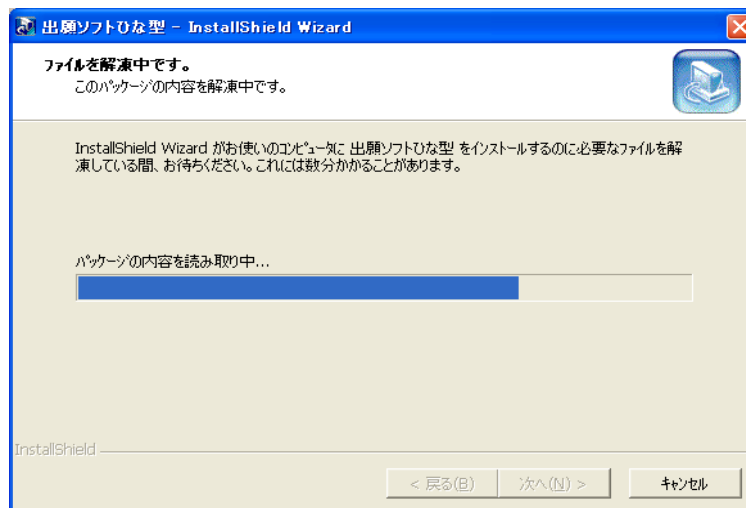 出願ソフトひな型 - InstallShield Wizard
ファイルを解凍中です。
このパッケージの内容を解凍中です。
InstallShield Wizard がお使いのコンピュータに 出願ソフトひな型 をインストールするのに必要なファイルを解
凍している間、お待ちください。これには数分かかることがあります。
パッケージの内容を読み取り中...
InstallShield
< 戻る(B) 次へ(N) > キャンセル